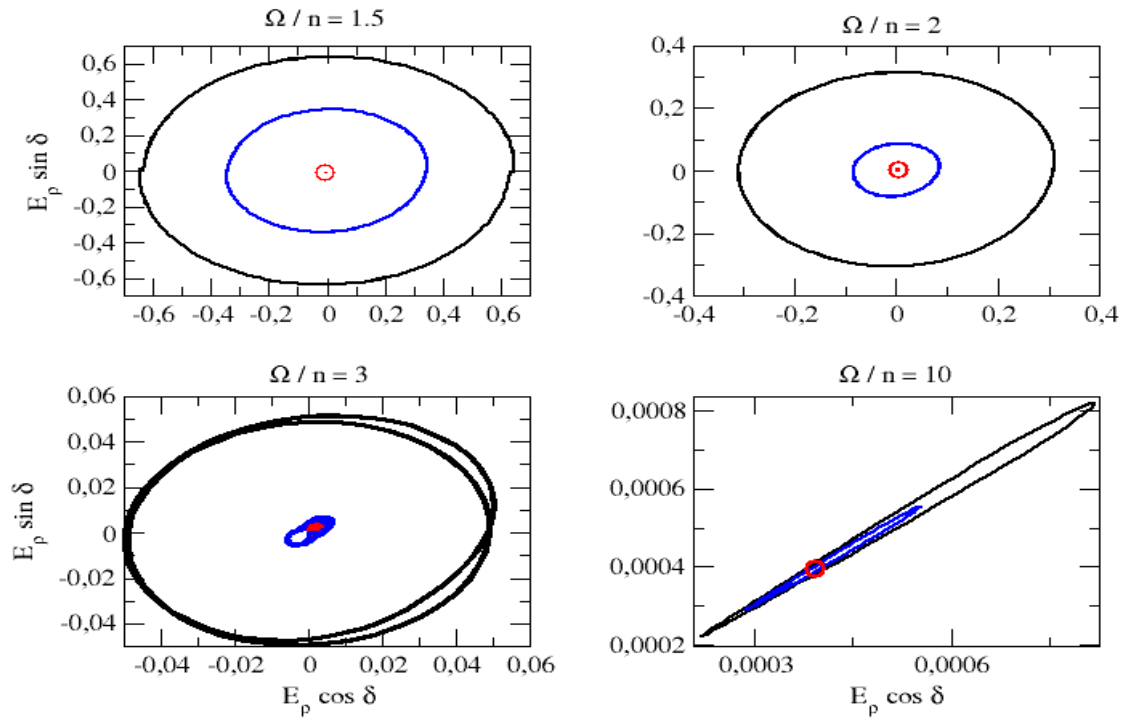 Ω / n = 1.5
Ω / n = 2
E_ρ sin δ
0,6
0,4
0,2
0
-0,2
-0,4
-0,6
-0,6 -0,4 -0,2 0 0,2 0,4 0,6
0,4
0,2
0
-0,2
-0,4
-0,4 -0,2 0 0,2 0,4
Ω / n = 3
Ω / n = 10
E_ρ sin δ
0,06
0,04
0,02
0
-0,02
-0,04
-0,04 -0,02 0 0,02 0,04 0,06
E_ρ cos δ
0,0008
0,0006
0,0004
0,0002
0,0003 0,0006
E_ρ cos δ